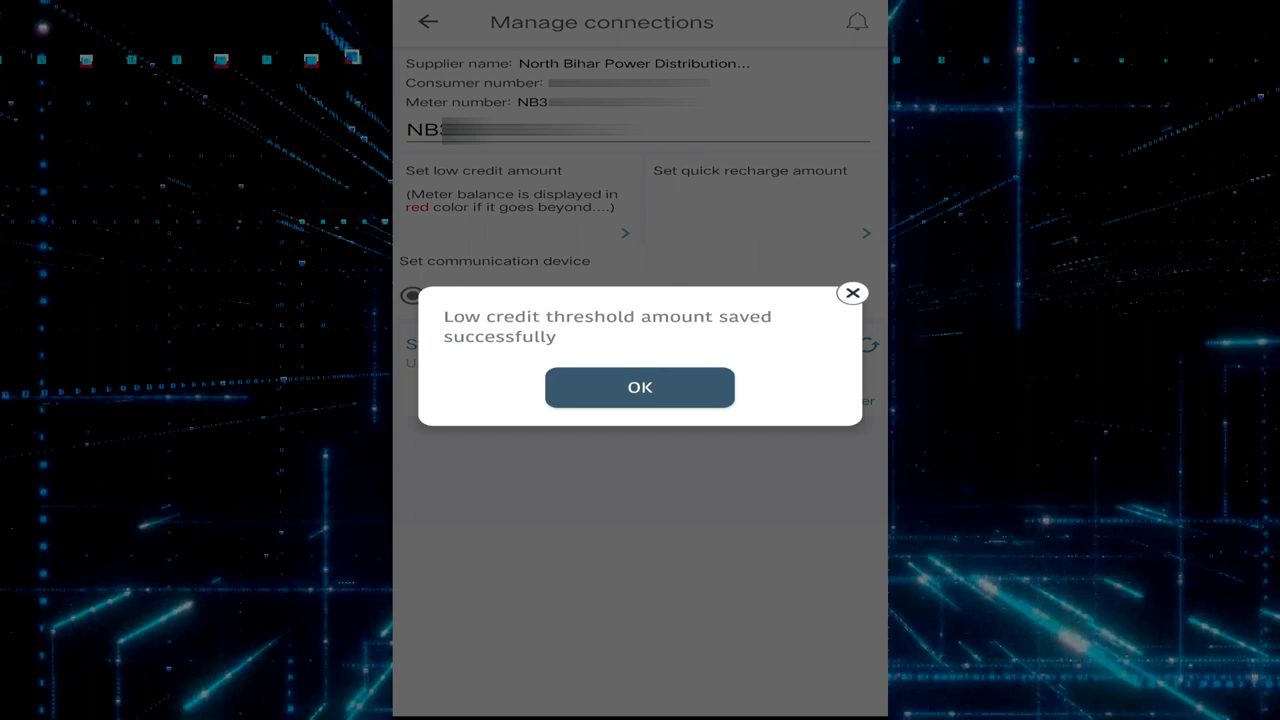 Manage connections
Supplier name: North Bihar Power Distribution...
Consumer number:
Meter number: NB3
NB3
Set low credit amount
Set quick recharge amount
(Meter balance is displayed in
red color if it goes beyond....)
Set communication device
Low credit threshold amount saved
successfully
OK